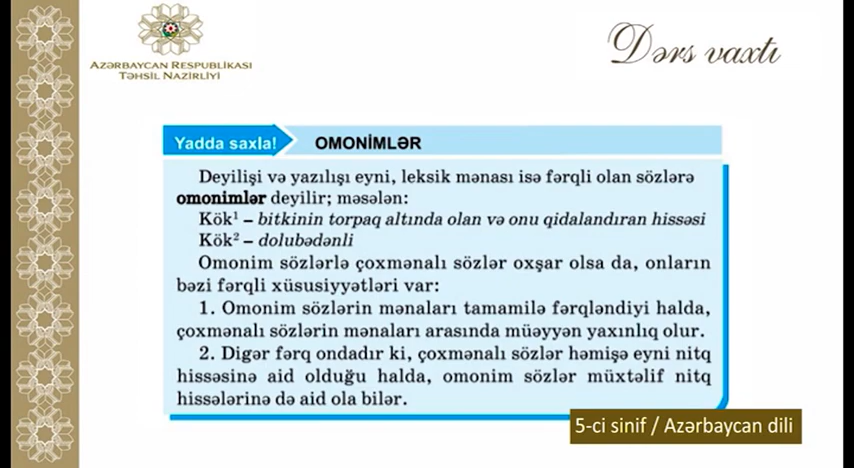 AZƏRBAYCAN RESPUBLİKASI
TƏHSİL NAZİRLİYİ
Dərs vaxtı
Yadda saxla! OMONİMLƏR
Deyilişi və yazılışı eyni, leksik mənası isə fərqli olan sözlərə
omonimlər deyilir; məsələn:
Kök¹ – bitkinin torpaq altında olan və onu qidalandıran hissəsi
Kök² – dolubədənli
Omonim sözlərlə çoxmənalı sözlər oxşar olsa da, onların
bəzi fərqli xüsusiyyətləri var:
1. Omonim sözlərin mənaları tamamilə fərqləndiyi halda,
çoxmənalı sözlərin mənaları arasında müəyyən yaxınlıq olur.
2. Digər fərq ondadır ki, çoxmənalı sözlər həmişə eyni nitq
hissəsinə aid olduğu halda, omonim sözlər müxtəlif nitq
hissələrinə də aid ola bilər.
5-ci sinif / Azərbaycan dili